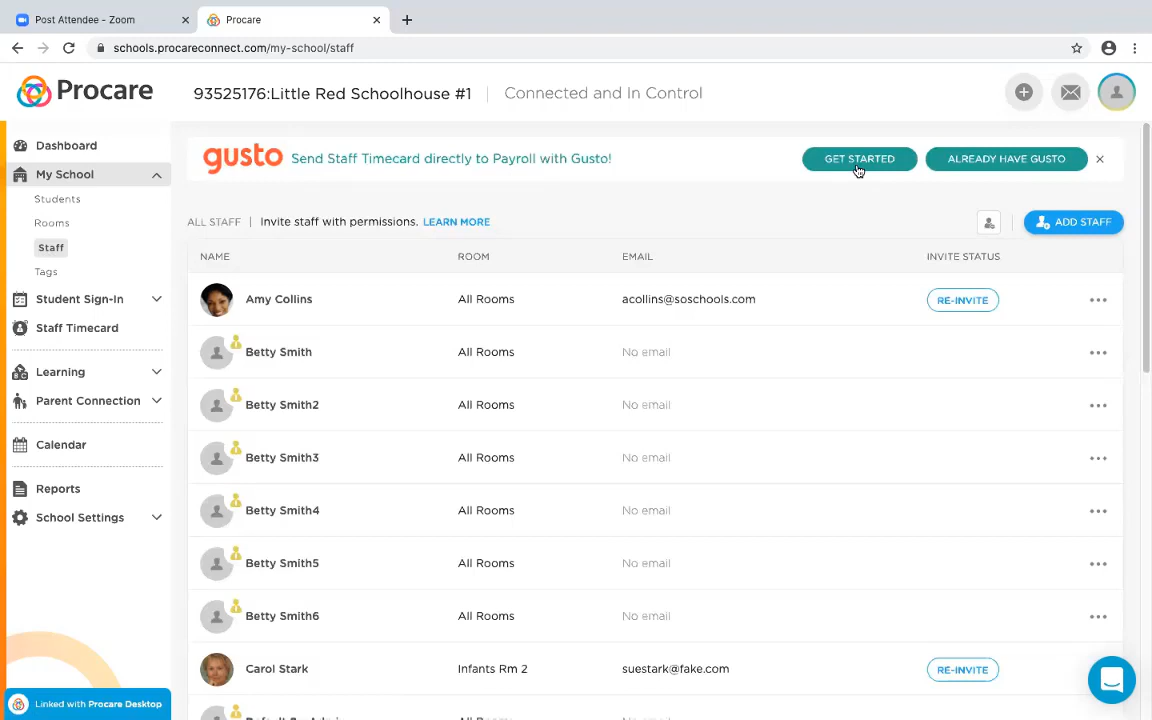 Post Attendee - Zoom
Procare
schools.procareconnect.com/my-school/staff
Procare
93525176:Little Red Schoolhouse #1
Connected and In Control
Dashboard
My School
Students
Rooms
Staff
Tags
Student Sign-In
Staff Timecard
Learning
Parent Connection
Calendar
Reports
School Settings
Linked with Procare Desktop
gusto Send Staff Timecard directly to Payroll with Gusto!
GET STARTED
ALREADY HAVE GUSTO
ALL STAFF | Invite staff with permissions. LEARN MORE
ADD STAFF
NAME ROOM EMAIL INVITE STATUS
Amy Collins All Rooms acollins@soschools.com RE-INVITE
Betty Smith All Rooms No email
Betty Smith2 All Rooms No email
Betty Smith3 All Rooms No email
Betty Smith4 All Rooms No email
Betty Smith5 All Rooms No email
Betty Smith6 All Rooms No email
Carol Stark Infants Rm 2 suestark@fake.com RE-INVITE